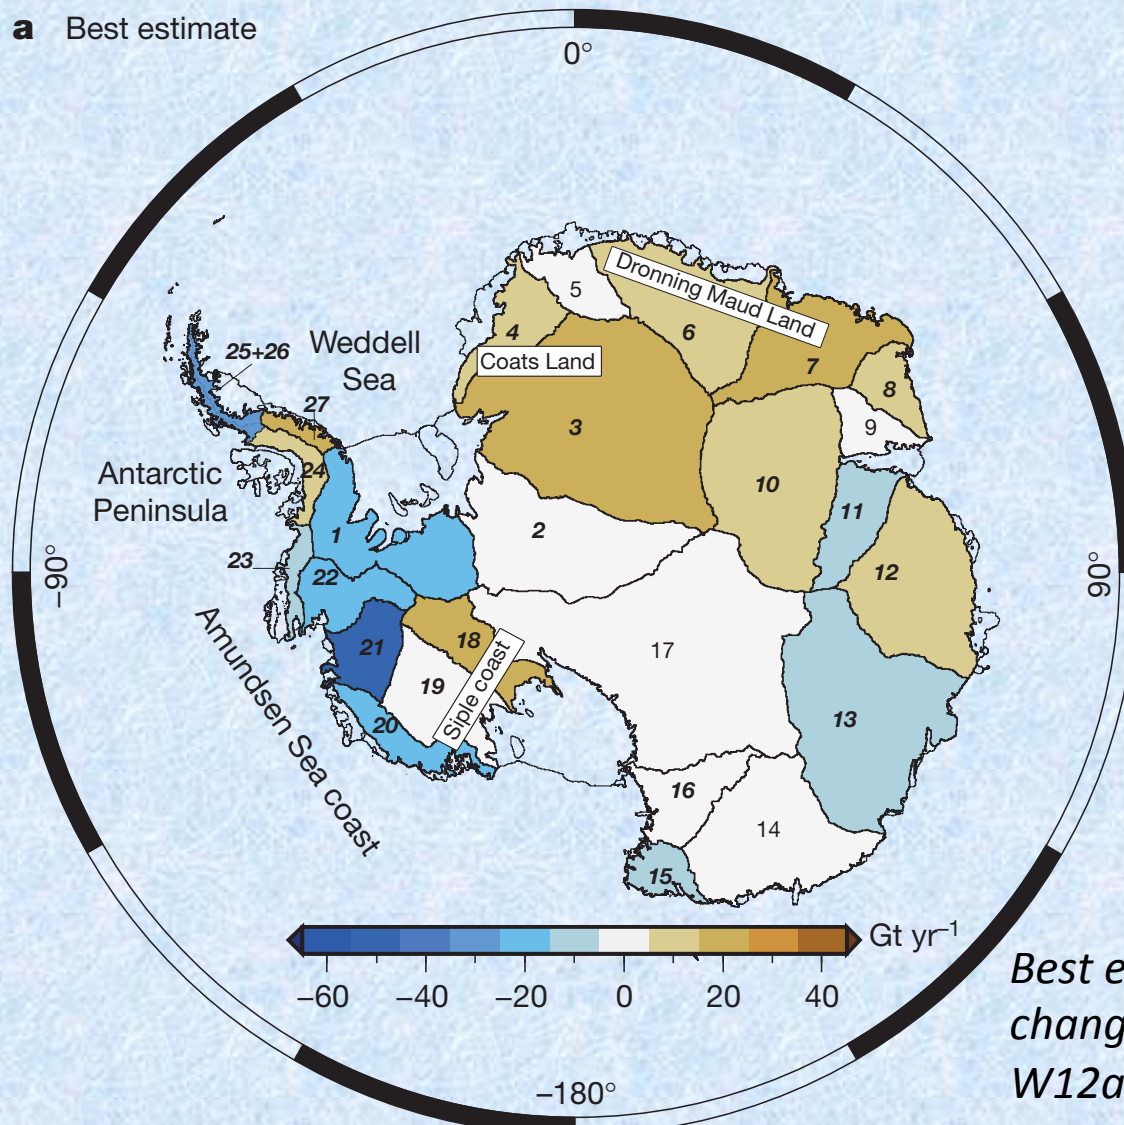 a Best estimate
0°
5
Dronning Maud Land
4
6
Weddell
Sea
25+26
Coats Land
7
8
27
3
9
Antarctic
Peninsula
24
10
11
1
2
23
22
12
−90°
90°
Amundsen Sea coast
21
18
17
19
Siple coast
20
13
16
14
15
Gt yr−1
−60 −40 −20 0 20 40
Best e
chang
W12a
−180°